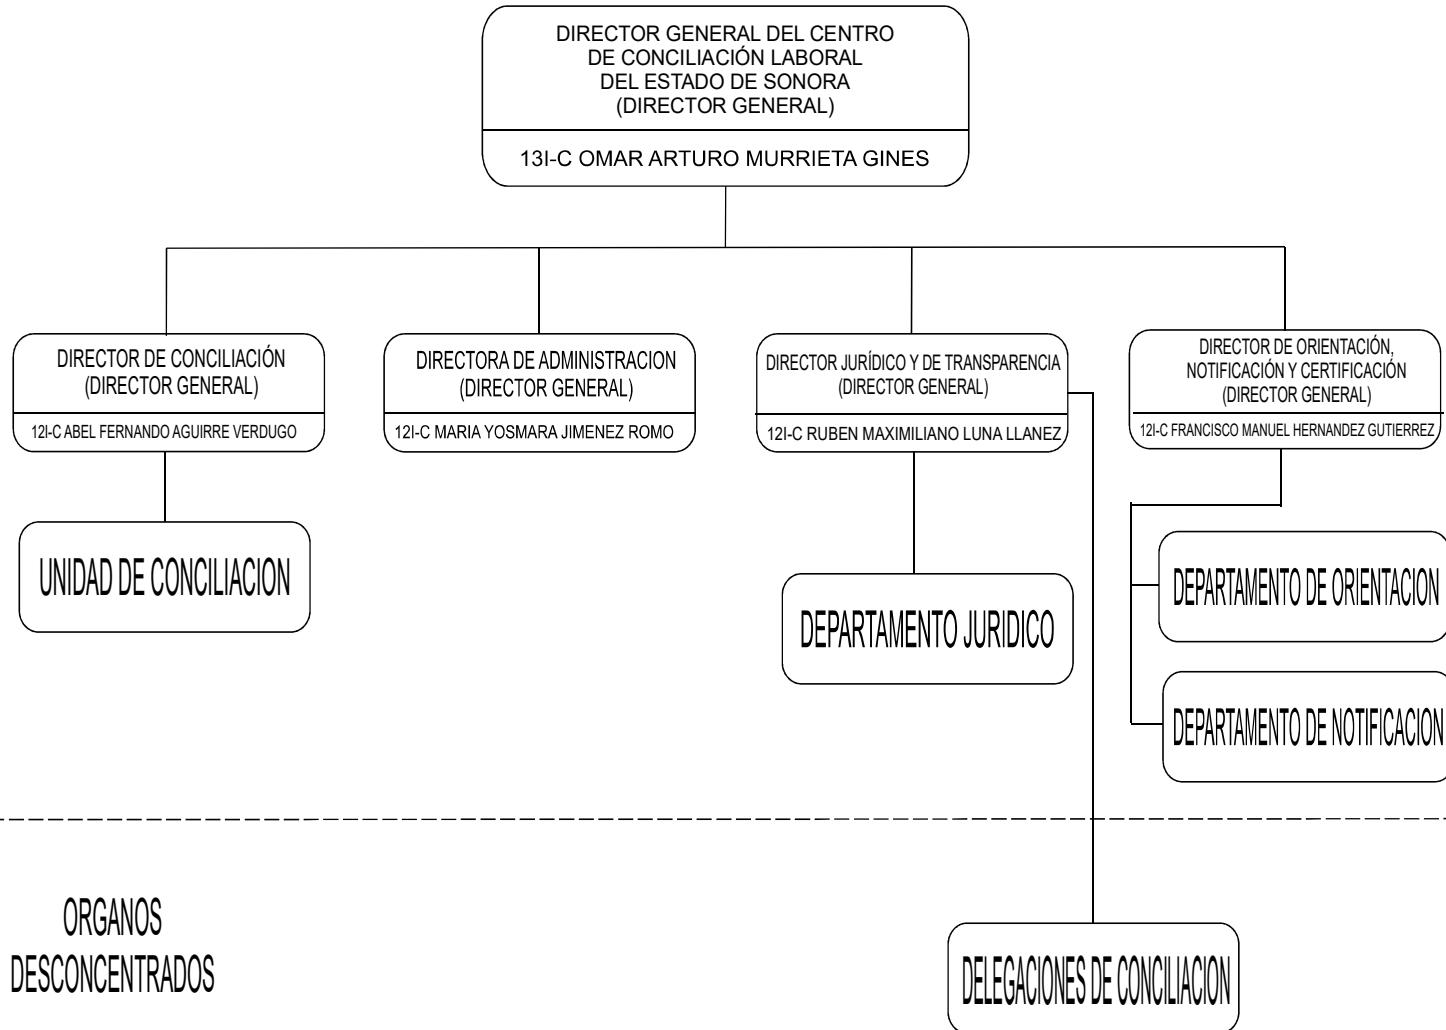 DIRECTOR GENERAL DEL CENTRO
DE CONCILIACIÓN LABORAL
DEL ESTADO DE SONORA
(DIRECTOR GENERAL)
13I-C OMAR ARTURO MURRIETA GINES
DIRECTOR DE CONCILIACIÓN
(DIRECTOR GENERAL)
12I-C ABEL FERNANDO AGUIRRE VERDUGO
DIRECTORA DE ADMINISTRACION
(DIRECTOR GENERAL)
12I-C MARIA YOSMARA JIMENEZ ROMO
DIRECTOR JURÍDICO Y DE TRANSPARENCIA
(DIRECTOR GENERAL)
12I-C RUBEN MAXIMILIANO LUNA LLANEZ
DIRECTOR DE ORIENTACIÓN,
NOTIFICACIÓN Y CERTIFICACIÓN
(DIRECTOR GENERAL)
12I-C FRANCISCO MANUEL HERNANDEZ GUTIERREZ
UNIDAD DE CONCILIACION
DEPARTAMENTO JURIDICO
DEPARTAMENTO DE ORIENTACION
DEPARTAMENTO DE NOTIFICACION
ORGANOS
DESCONCENTRADOS
DELEGACIONES DE CONCILIACION